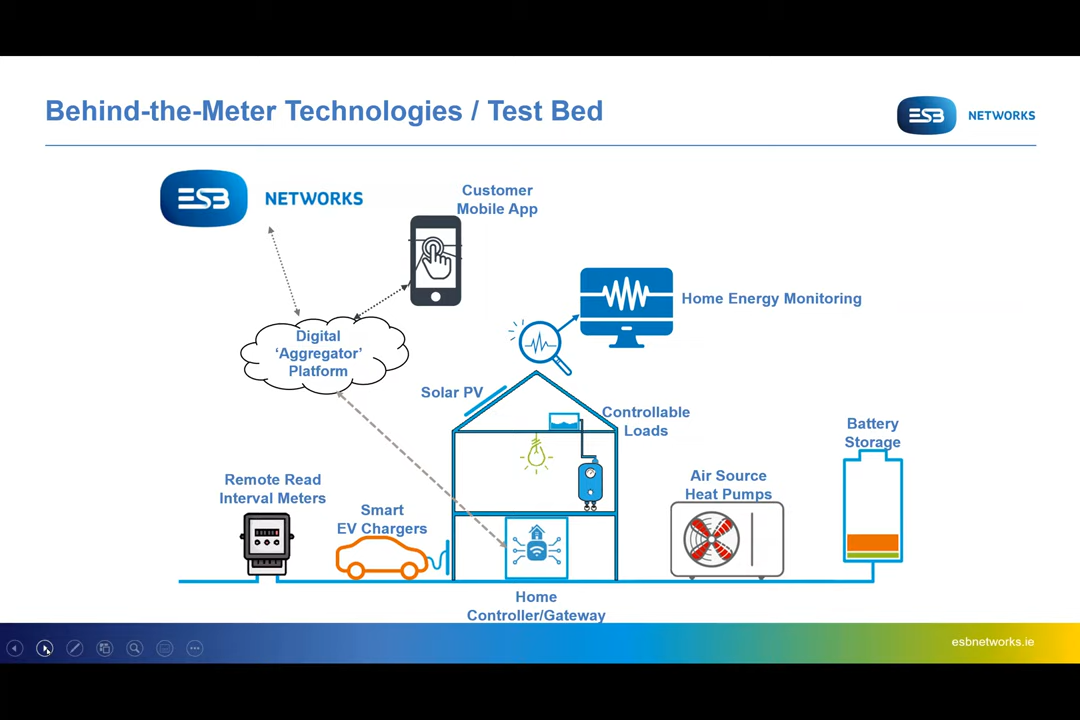 Behind-the-Meter Technologies / Test Bed
ESB NETWORKS
ESB NETWORKS
Customer
Mobile App
Home Energy Monitoring
Digital
‘Aggregator’
Platform
Solar PV
Controllable
Loads
Battery
Storage
Remote Read
Interval Meters
Smart
EV Chargers
Air Source
Heat Pumps
Home
Controller/Gateway
esbnetworks.ie